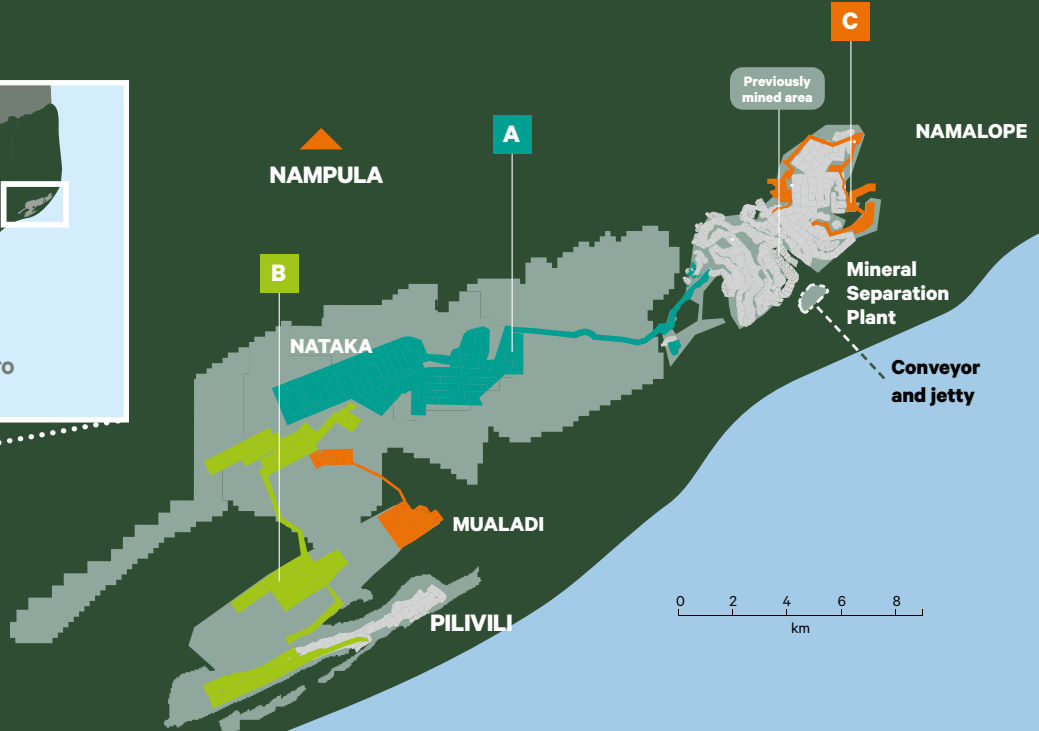 C
Previously
mined area
NAMALOPE
A
NAMPULA
B
Mineral
Separation
Plant
NATAKA
Conveyor
and jetty
MUALADI
PILIVILI
0 2 4 6 8
km